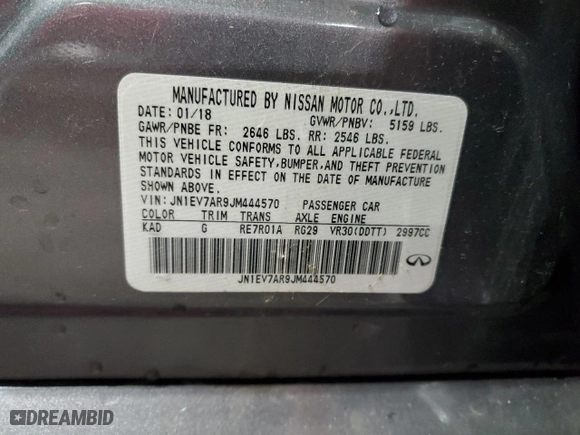 MANUFACTURED BY NISSAN MOTOR CO.,LTD.
DATE: 01/18 GVWR/PNBV: 5159 LBS.
GAWR/PNBE FR: 2646 LBS. RR: 2546 LBS.
THIS VEHICLE CONFORMS TO ALL APPLICABLE FEDERAL
MOTOR VEHICLE SAFETY,BUMPER,AND THEFT PREVENTION
STANDARDS IN EFFECT ON THE DATE OF MANUFACTURE
SHOWN ABOVE.
VIN:JN1EV7AR9JM444570 PASSENGER CAR
COLOR TRIM TRANS AXLE ENGINE
KAD G RE7R01A RG29 VR30(DDTT) 2997CC
JN1EV7AR9JM444570
DREAMBID